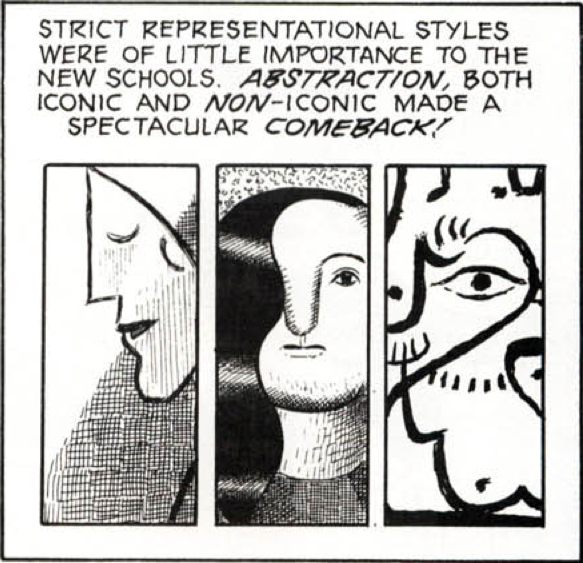 STRICT REPRESENTATIONAL STYLES
WERE OF LITTLE IMPORTANCE TO THE
NEW SCHOOLS. ABSTRACTION, BOTH
ICONIC AND NON-ICONIC MADE A
SPECTACULAR COMEBACK!